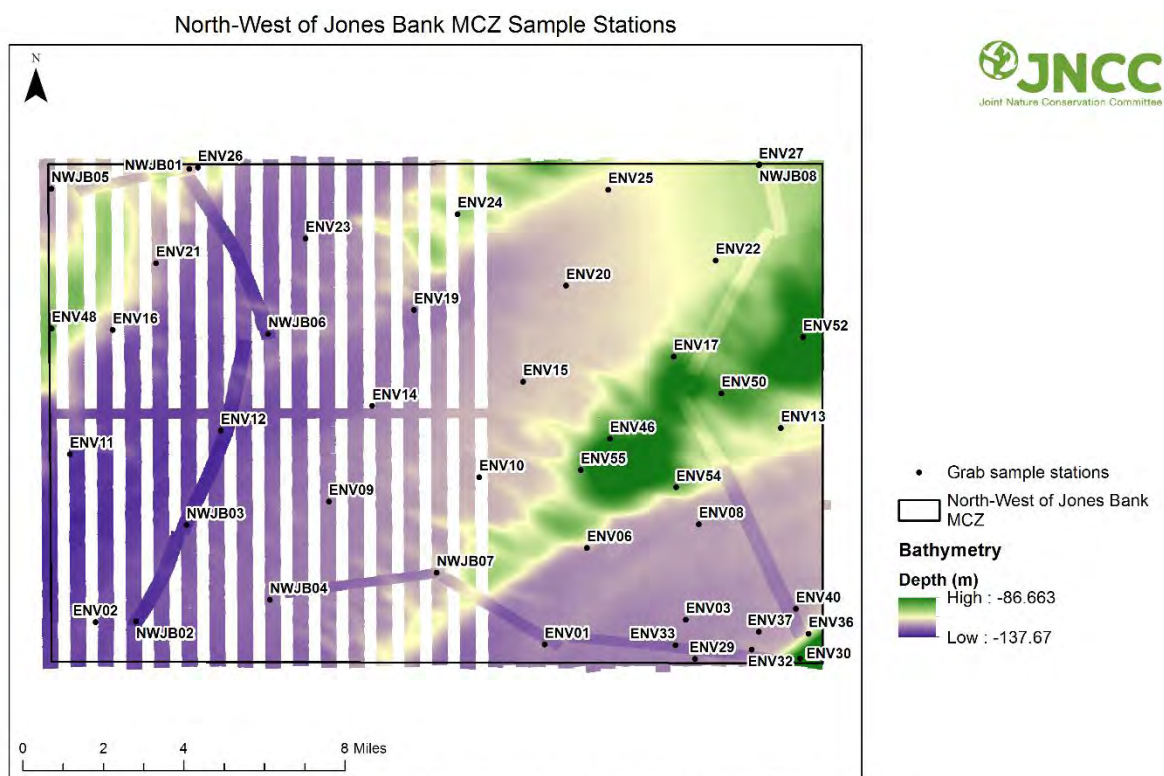 North-West of Jones Bank MCZ Sample Stations
JNCC
Joint Nature Conservation Committee
N
ENV27
NWJB01
ENV26
NWJB05
NWJB08
ENV25
ENV24
ENV23
ENV21
ENV22
ENV20
ENV19
ENV48
ENV16
NWJB06
ENV52
ENV17
ENV15
ENV50
ENV14
ENV12
ENV13
ENV46
ENV11
ENV55
ENV10
ENV54
ENV09
NWJB03
ENV08
ENV06
NWJB07
NWJB04
ENV02
NWJB02
ENV03
ENV40
ENV37
ENV36
ENV01
ENV33
ENV29
ENV32
ENV30
Grab sample stations
North-West of Jones Bank
MCZ
Bathymetry
Depth (m)
High : -86.663
Low : -137.67
0 2 4 8 Miles